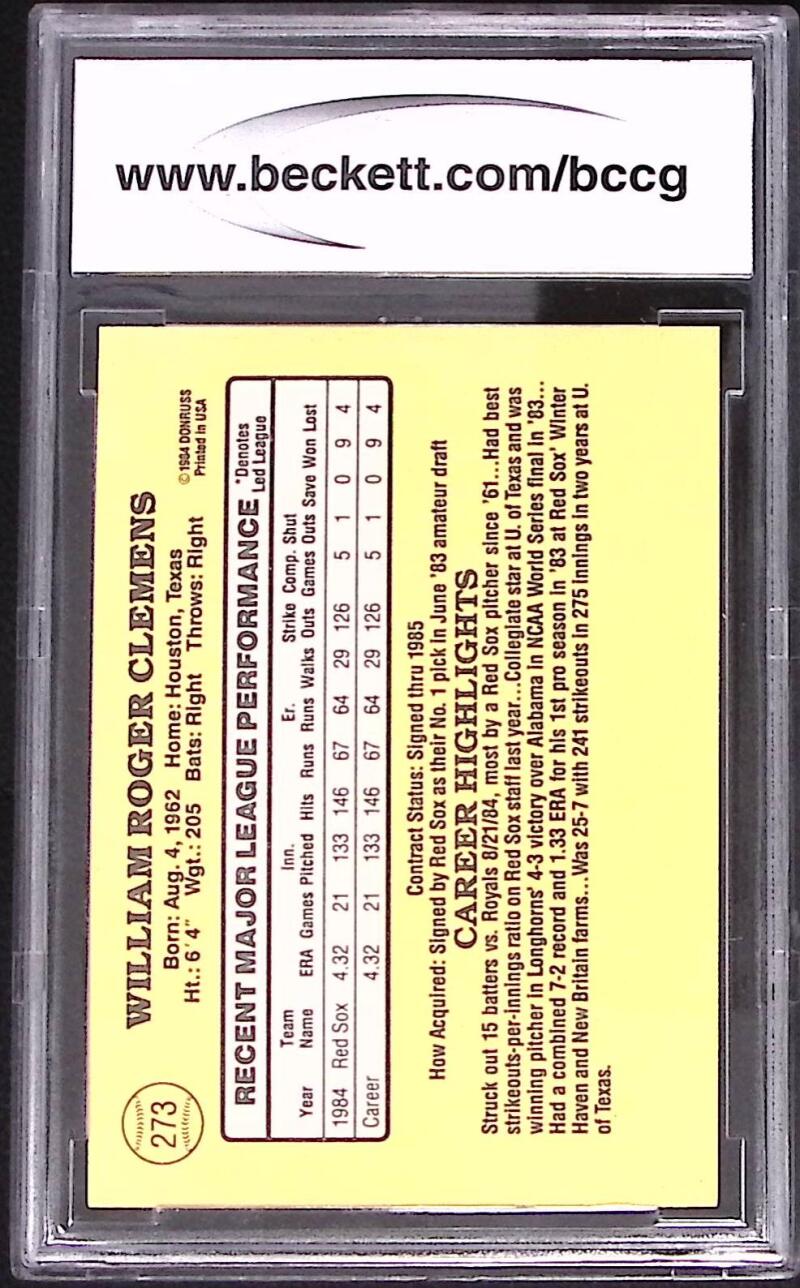 www.beckett.com/bccg
273
WILLIAM ROGER CLEMENS
Born: Aug. 4, 1962 Home: Houston, Texas
Ht.: 6'4" Wgt.: 205 Bats: Right Throws: Right
© 1984 DONRUSS
Printed In USA
RECENT MAJOR LEAGUE PERFORMANCE
*Denotes
Led League
Team Inn. Er. Strike Comp. Shut
Year Name ERA Games Pitched Hits Runs Runs Walks Outs Games Outs Save Won Lost
1984 Red Sox 4.32 21 133 146 67 64 29 126 5 1 0 9 4
Career 4.32 21 133 146 67 64 29 126 5 1 0 9 4
Contract Status: Signed thru 1985
How Acquired: Signed by Red Sox as their No. 1 pick in June '83 amateur draft
CAREER HIGHLIGHTS
Struck out 15 batters vs. Royals 8/21/84, most by a Red Sox pitcher since '61...Had best
strikeouts-per-innings ratio on Red Sox staff last year...Collegiate star at U. of Texas and was
winning pitcher in Longhorns' 4-3 victory over Alabama in NCAA World Series final in '83...
Had a combined 7-2 record and 1.33 ERA for his 1st pro season in '83 at Red Sox' Winter
Haven and New Britain farms...Was 25-7 with 241 strikeouts in 275 innings in two years at U.
of Texas.